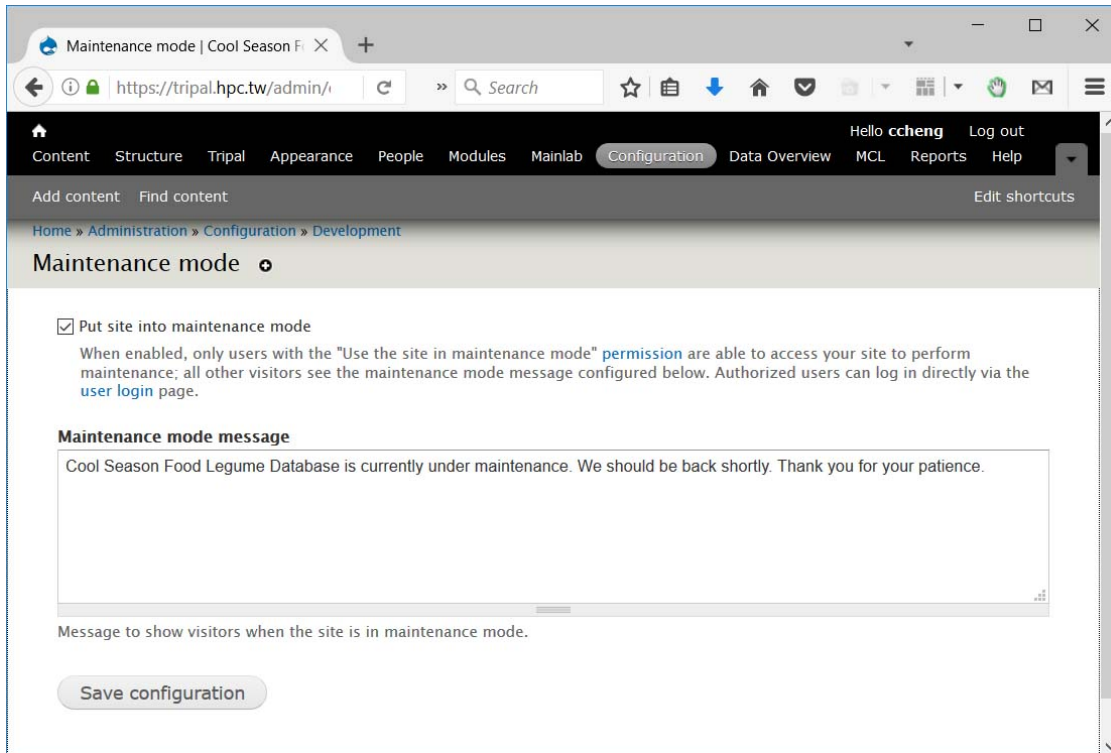 Maintenance mode | Cool Season F
https://tripal.hpc.tw/admin/
Search
Hello ccheng Log out
Content Structure Tripal Appearance People Modules Mainlab Configuration Data Overview MCL Reports Help
Add content Find content Edit shortcuts
Home » Administration » Configuration » Development
Maintenance mode
Put site into maintenance mode
When enabled, only users with the "Use the site in maintenance mode" permission are able to access your site to perform
maintenance; all other visitors see the maintenance mode message configured below. Authorized users can log in directly via the
user login page.
Maintenance mode message
Cool Season Food Legume Database is currently under maintenance. We should be back shortly. Thank you for your patience.
Message to show visitors when the site is in maintenance mode.
Save configuration